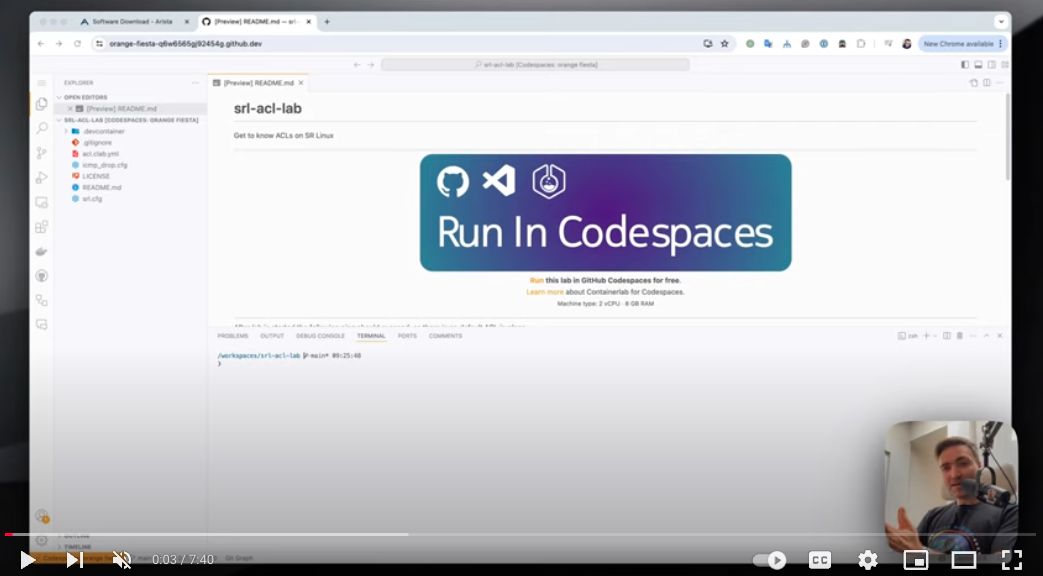 Software Download - Arista
[Preview] README.md — srl-
orange-fiesta-q6w6565gj92454g.github.dev
New Chrome available
srl-acl-lab [Codespaces: orange fiesta]
EXPLORER
OPEN EDITORS
[Preview] README.md
SRL-ACL-LAB [CODESPACES: ORANGE FIESTA]
.devcontainer
.gitignore
acl.clab.yml
icmp_drop.cfg
LICENSE
README.md
srl.cfg
OUTLINE
TIMELINE
[Preview] README.md
srl-acl-lab
Get to know ACLs on SR Linux
Run In Codespaces
Run this lab in GitHub Codespaces for free.
Learn more about Containerlab for Codespaces.
Machine type: 2 vCPU · 8 GB RAM
PROBLEMS OUTPUT DEBUG CONSOLE TERMINAL PORTS COMMENTS
zsh
/workspaces/srl-acl-lab main* 09:25:48
Git Graph
0:03 / 7:40
CC